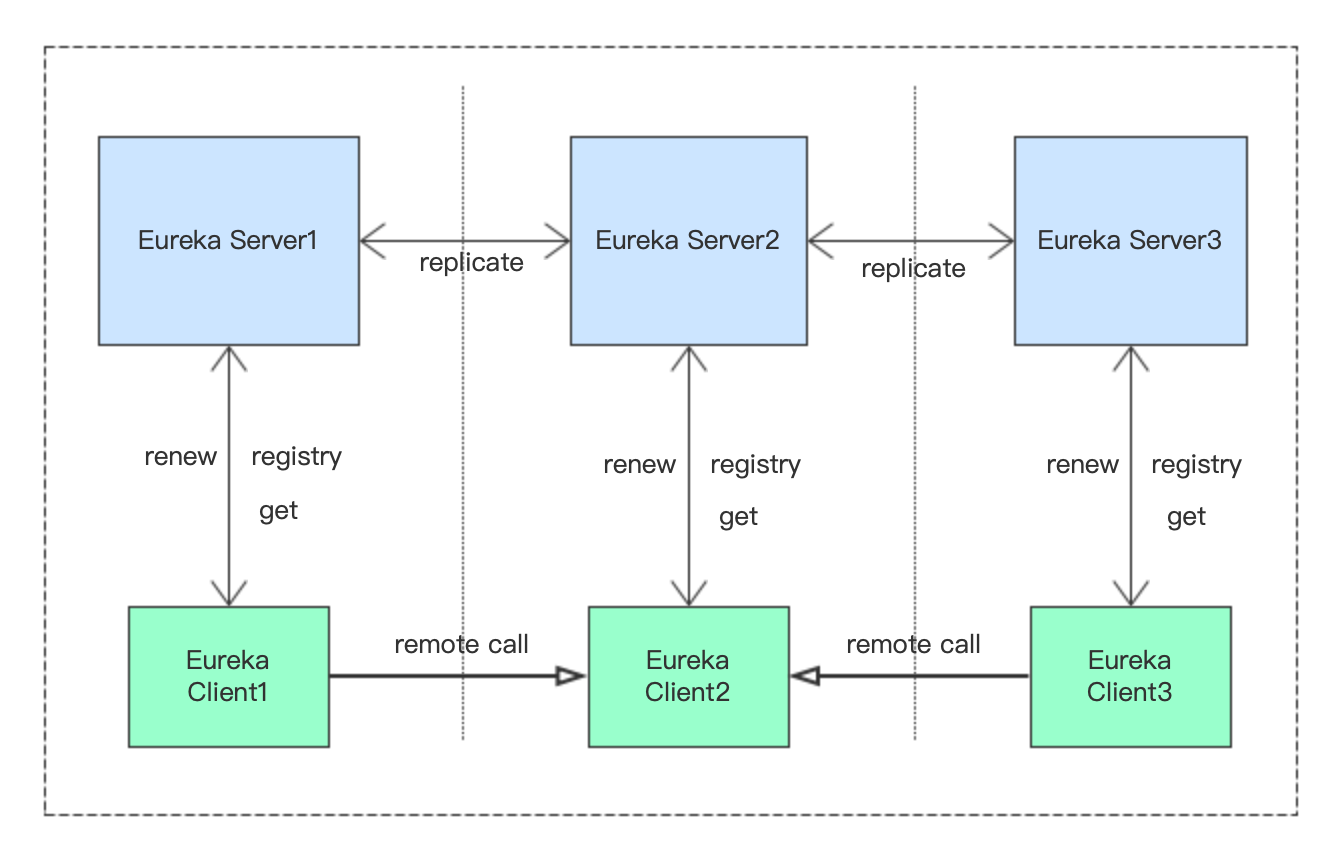 Eureka Server1
Eureka Server2
Eureka Server3
replicate
replicate
renew
registry
get
renew
registry
get
renew
registry
get
remote call
remote call
Eureka
Client1
Eureka
Client2
Eureka
Client3